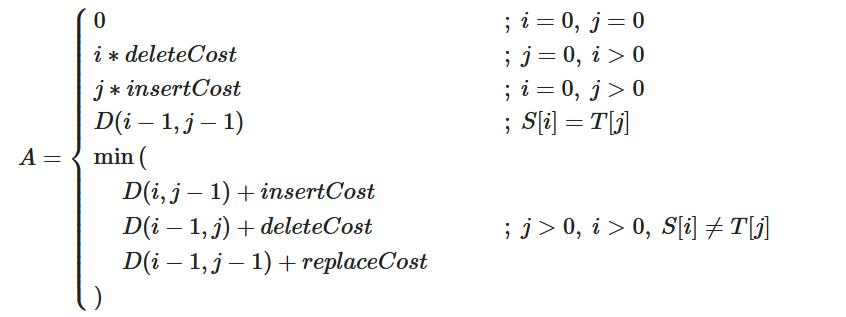 0 ; i = 0, j = 0
i ∗ deleteCost ; j = 0, i > 0
j ∗ insertCost ; i = 0, j > 0
D(i − 1, j − 1) ; S[i] = T[j]
A = { min (
D(i, j − 1) + insertCost
D(i − 1, j) + deleteCost ; j > 0, i > 0, S[i] ≠ T[j]
D(i − 1, j − 1) + replaceCost
)